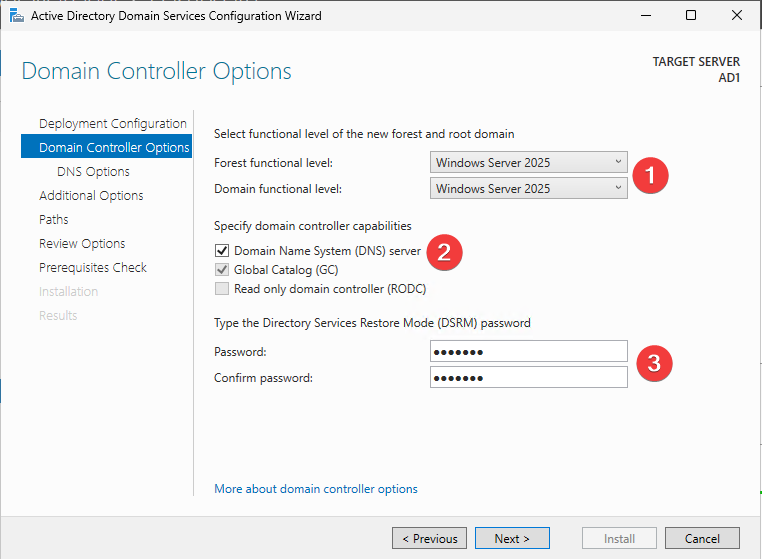 Active Directory Domain Services Configuration Wizard
Domain Controller Options
TARGET SERVER
AD1
Deployment Configuration
Domain Controller Options
DNS Options
Additional Options
Paths
Review Options
Prerequisites Check
Installation
Results
Select functional level of the new forest and root domain
Forest functional level: Windows Server 2025
Domain functional level: Windows Server 2025
1
Specify domain controller capabilities
Domain Name System (DNS) server
2
Global Catalog (GC)
Read only domain controller (RODC)
Type the Directory Services Restore Mode (DSRM) password
Password: •••••••
Confirm password: •••••••
3
More about domain controller options
< Previous Next > Install Cancel